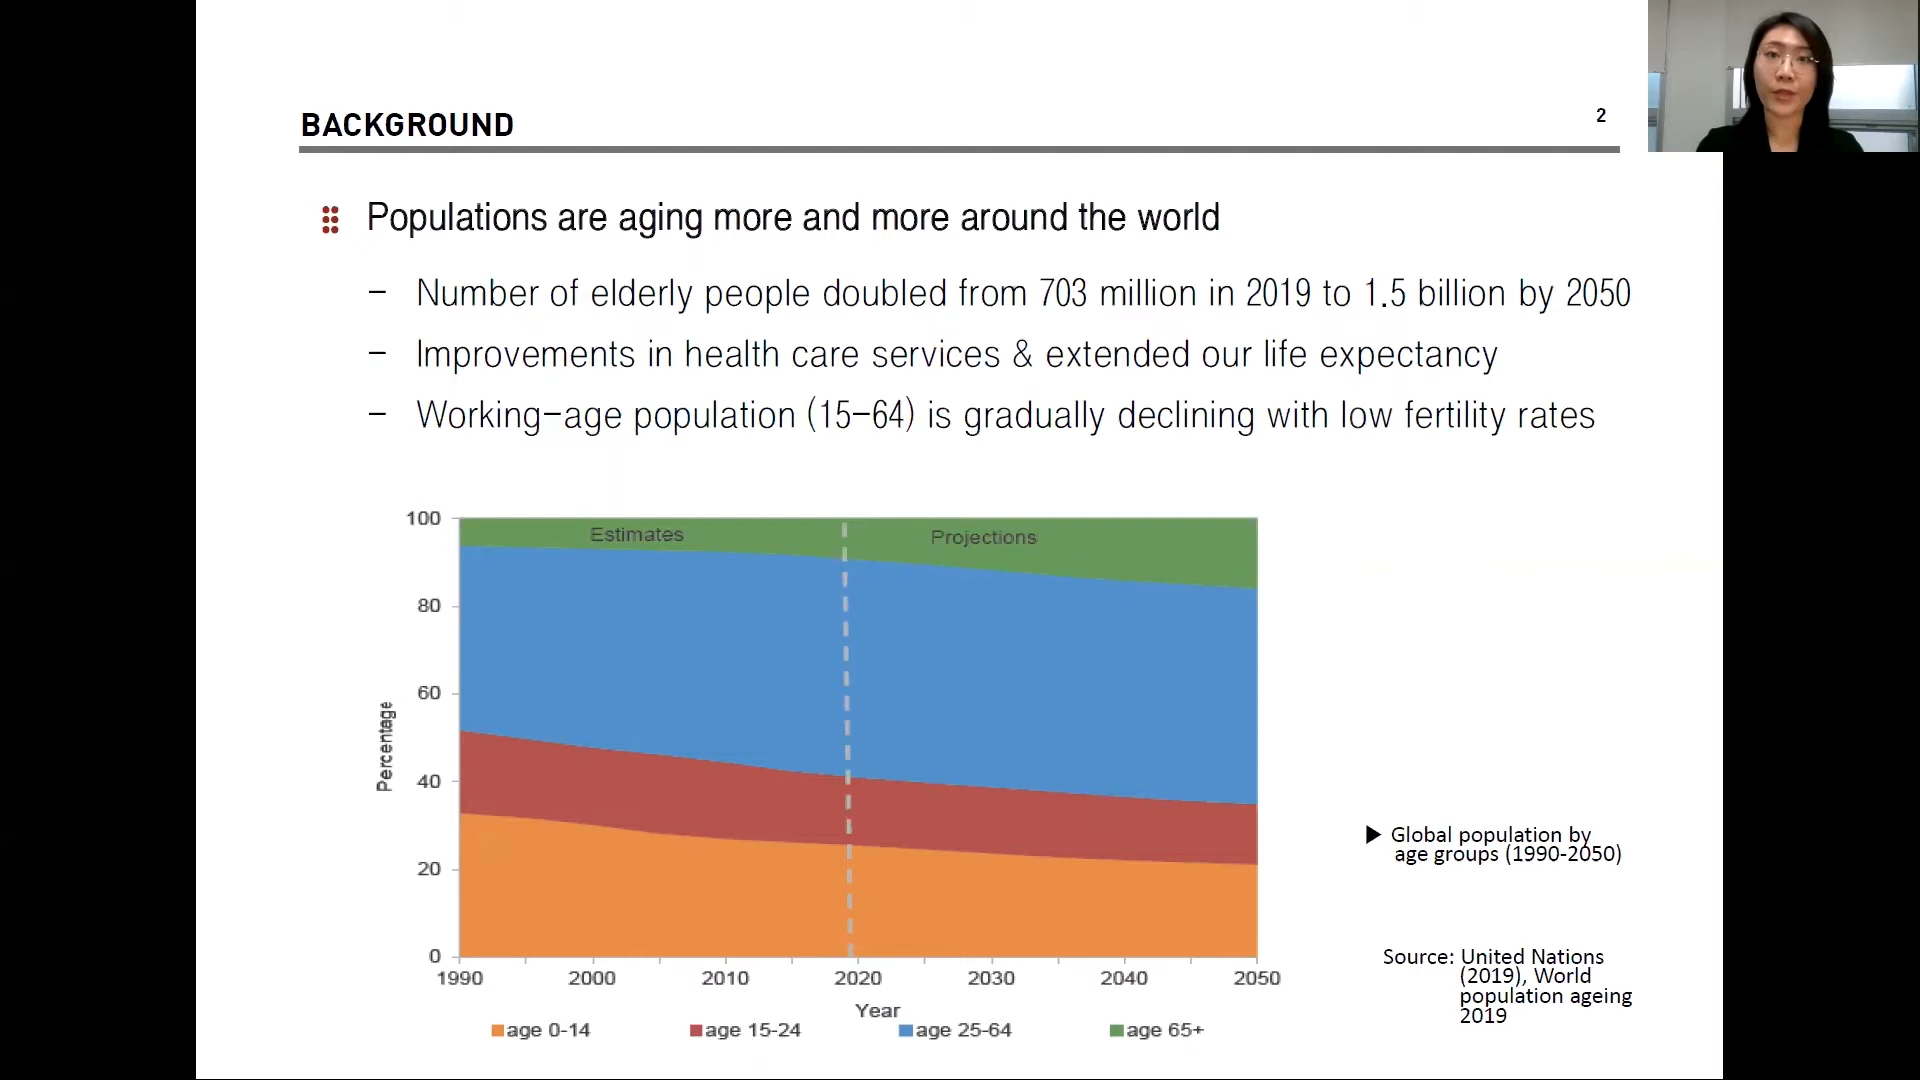 BACKGROUND
2
Populations are aging more and more around the world
– Number of elderly people doubled from 703 million in 2019 to 1.5 billion by 2050
– Improvements in health care services & extended our life expectancy
– Working-age population (15-64) is gradually declining with low fertility rates
100
80
60
40
20
0
Percentage
Estimates
Projections
1990 2000 2010 2020 2030 2040 2050
Year
age 0-14 age 15-24 age 25-64 age 65+
▶ Global population by
age groups (1990-2050)
Source: United Nations
(2019), World
population ageing
2019